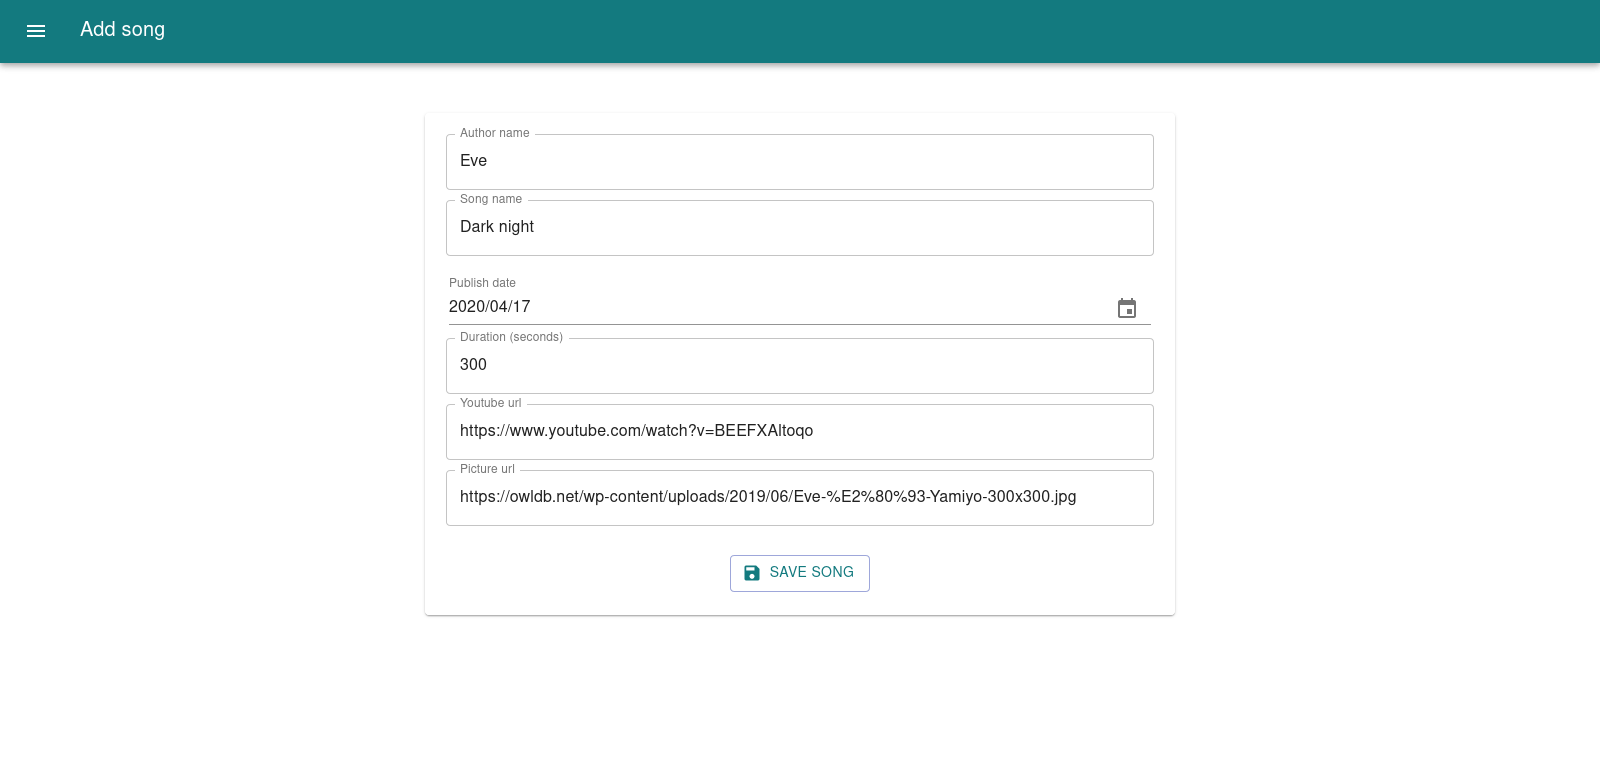 Add song
Author name
Eve
Song name
Dark night
Publish date
2020/04/17
Duration (seconds)
300
Youtube url
https://www.youtube.com/watch?v=BEEFXAltoqo
Picture url
https://owldb.net/wp-content/uploads/2019/06/Eve-%E2%80%93-Yamiyo-300x300.jpg
SAVE SONG